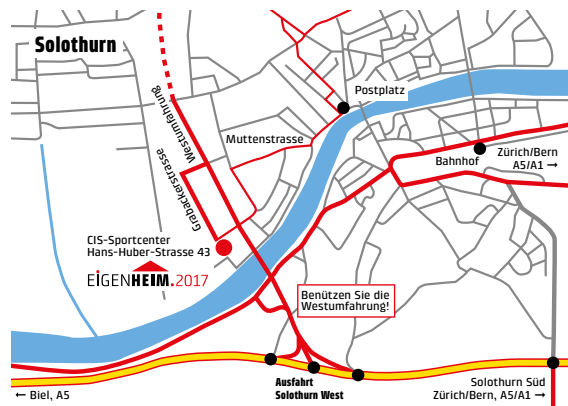 Solothurn
Postplatz
Westumfahrung
Muttenstrasse
Bahnhof
Zürich/Bern
A5/A1 →
Grabackerstrasse
CIS-Sportcenter
Hans-Huber-Strasse 43
EiGENHEIM.2017
Benützen Sie die
Westumfahrung!
← Biel, A5
Ausfahrt
Solothurn West
Solothurn Süd
Zürich/Bern, A5/A1 →